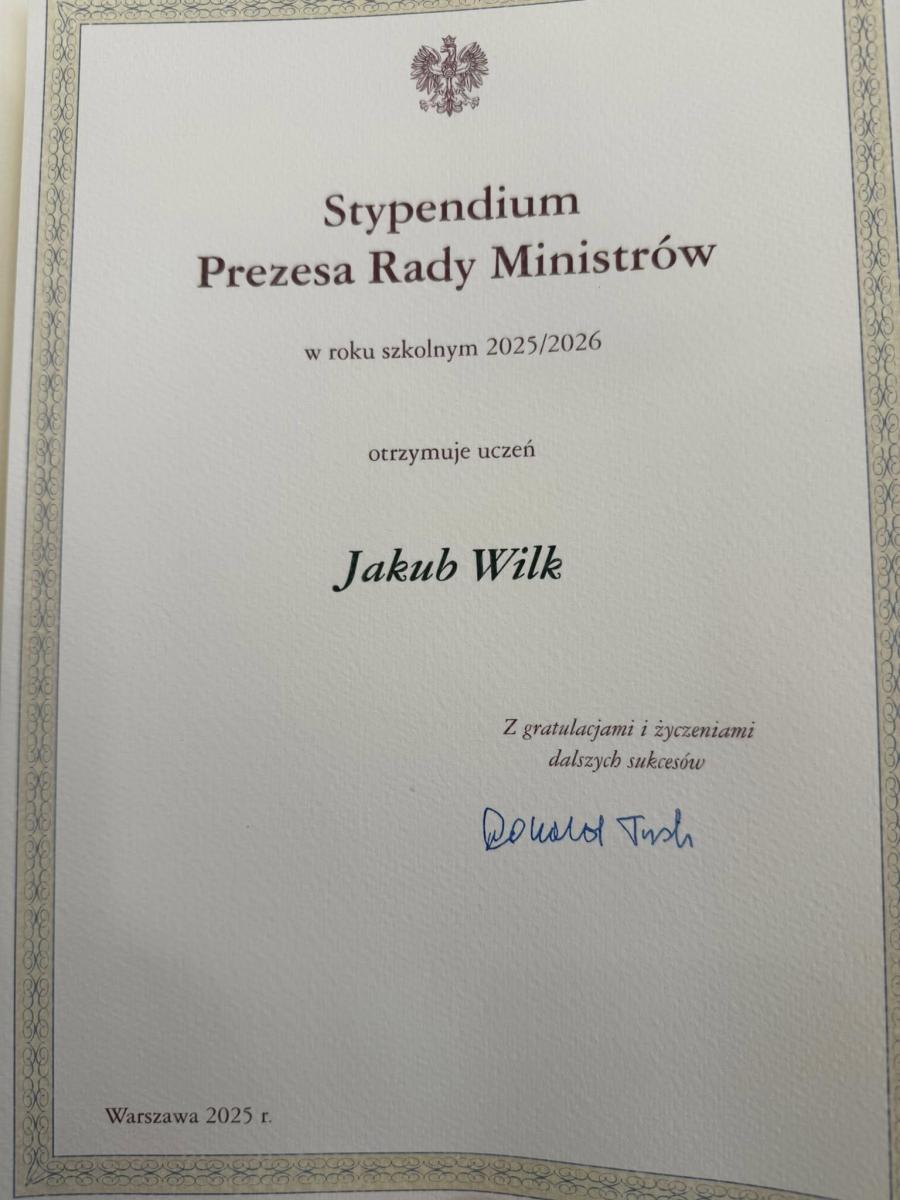 Stypendium
Prezesa Rady Ministrów
w roku szkolnym 2025/2026
otrzymuje uczeń
Jakub Wilk
Z gratulacjami i życzeniami
dalszych sukcesów
Donald Tusk
Warszawa 2025 r.